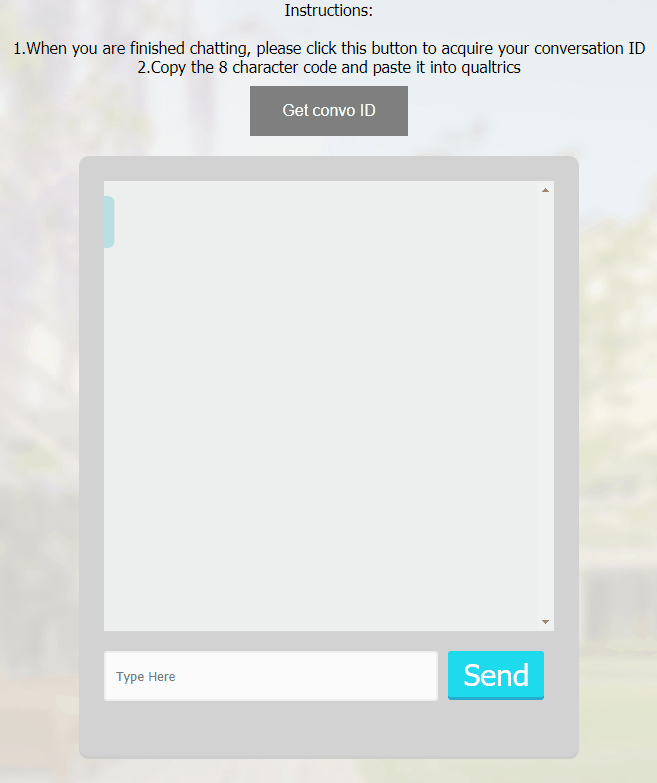 Instructions:
1.When you are finished chatting, please click this button to acquire your conversation ID
2.Copy the 8 character code and paste it into qualtrics
Get convo ID
Type Here
Send